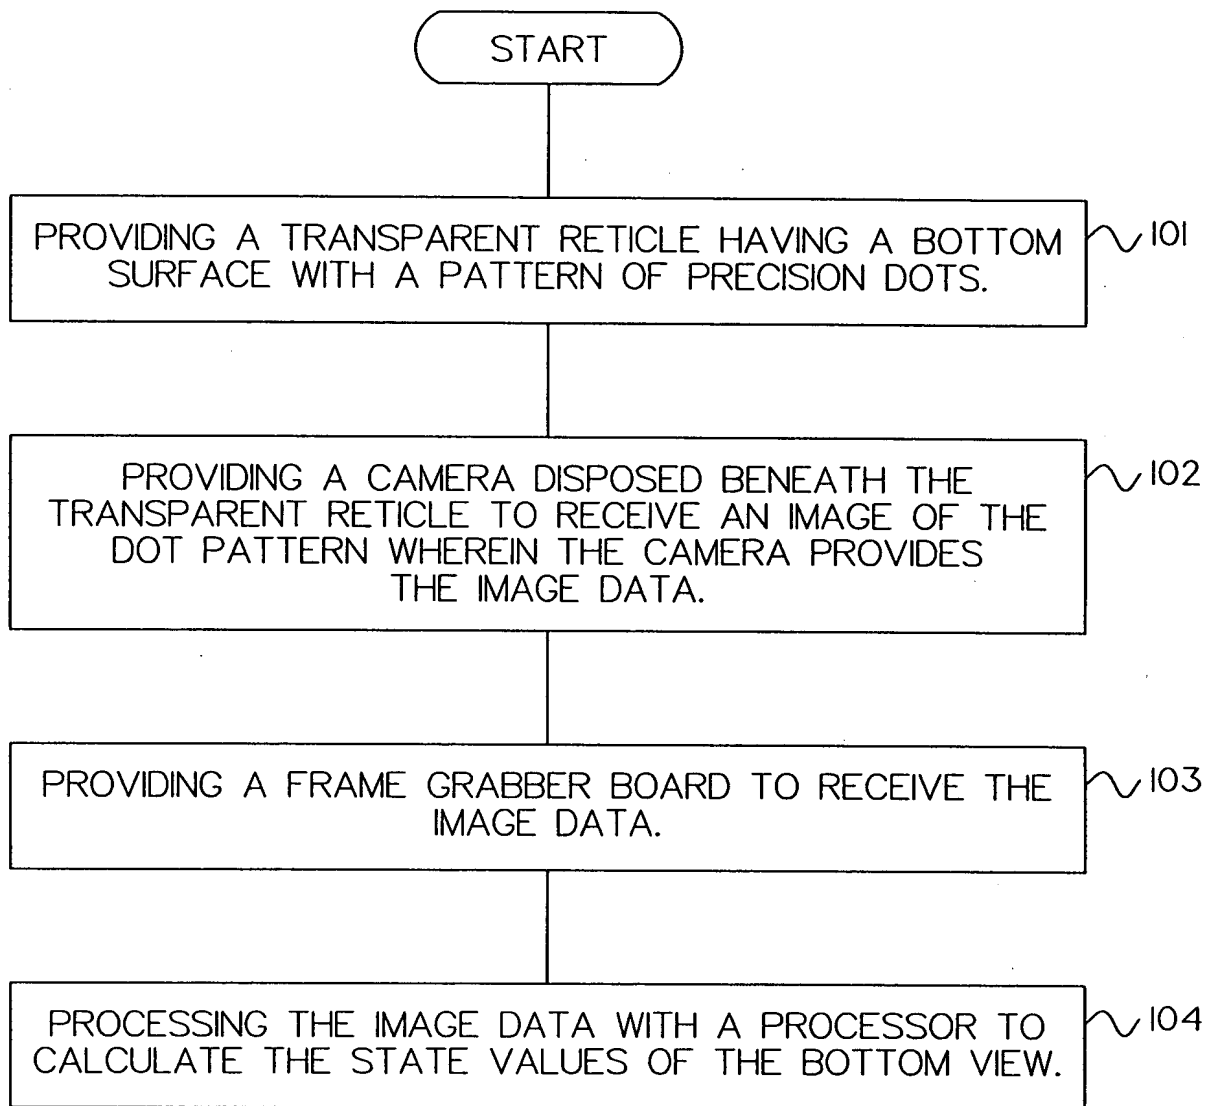 START
PROVIDING A TRANSPARENT RETICLE HAVING A BOTTOM
SURFACE WITH A PATTERN OF PRECISION DOTS.
101
PROVIDING A CAMERA DISPOSED BENEATH THE
TRANSPARENT RETICLE TO RECEIVE AN IMAGE OF THE
DOT PATTERN WHEREIN THE CAMERA PROVIDES
THE IMAGE DATA.
102
PROVIDING A FRAME GRABBER BOARD TO RECEIVE THE
IMAGE DATA.
103
PROCESSING THE IMAGE DATA WITH A PROCESSOR TO
CALCULATE THE STATE VALUES OF THE BOTTOM VIEW.
104